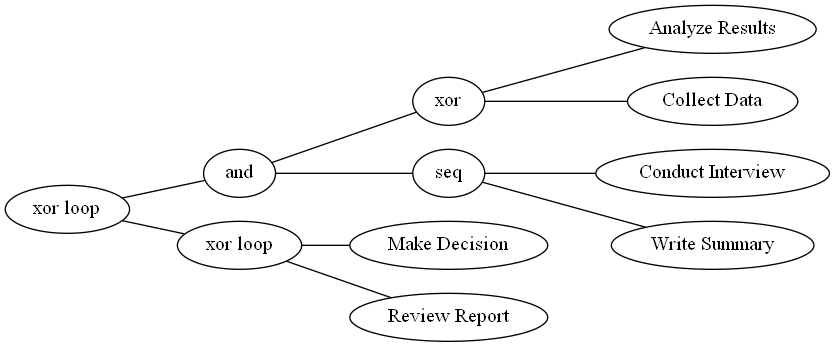 Analyze Results
xor
Collect Data
and
seq
Conduct Interview
xor loop
xor loop
Make Decision
Write Summary
Review Report